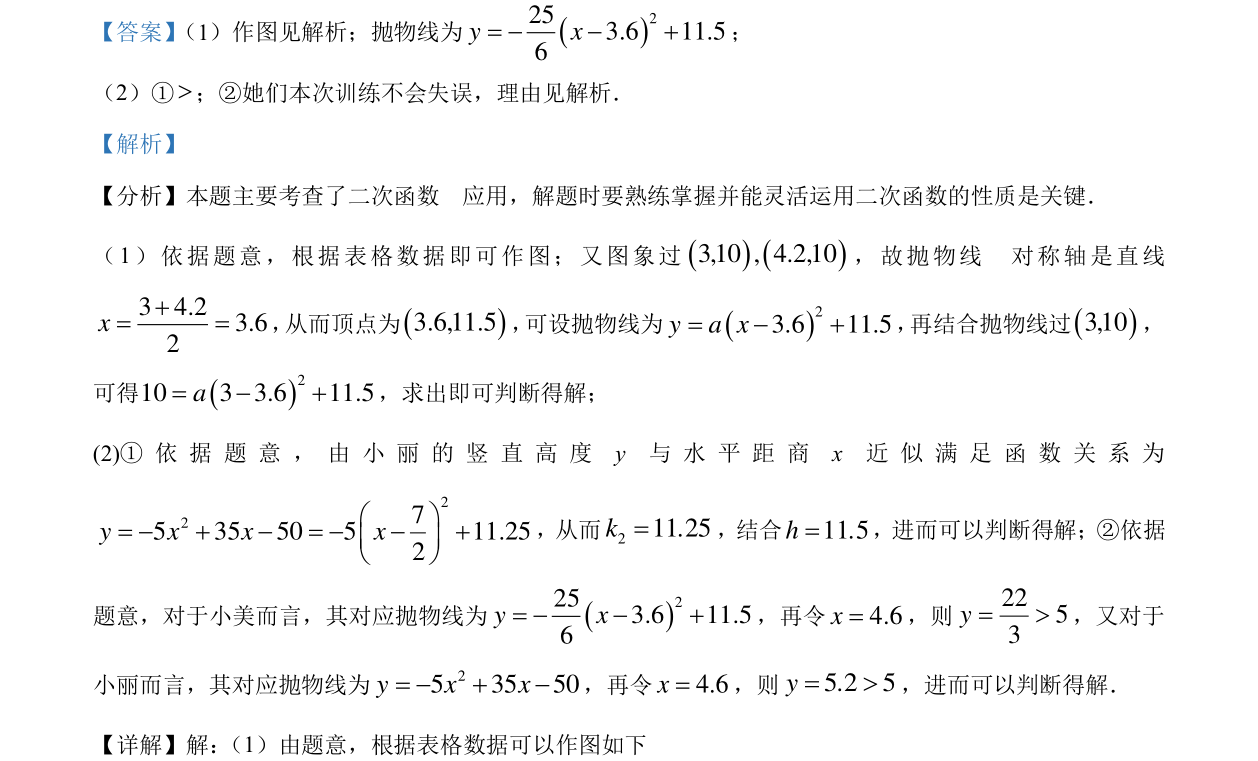 【答案】（1）作图见解析；抛物线为 y=−25/6(x−3.6)²+11.5；
（2）①>；②她们本次训练不会失误，理由见解析．
【解析】
【分析】本题主要考查了二次函数　应用，解题时要熟练掌握并能灵活运用二次函数的性质是关键．
（1）依据题意，根据表格数据即可作图；又图象过(3,10),(4.2,10)，故抛物线　对称轴是直线
x=(3+4.2)/2=3.6，从而顶点为(3.6,11.5)，可设抛物线为 y=a(x−3.6)²+11.5，再结合抛物线过(3,10)，
可得10=a(3−3.6)²+11.5，求出即可判断得解；
(2)①依据题意，由小丽的竖直高度 y 与水平距商 x 近似满足函数关系为
y=−5x²+35x−50=−5(x−7/2)²+11.25，从而k₂=11.25，结合h=11.5，进而可以判断得解；②依据
题意，对于小美而言，其对应抛物线为 y=−25/6(x−3.6)²+11.5，再令 x=4.6，则 y=22/3>5，又对于
小丽而言，其对应抛物线为 y=−5x²+35x−50，再令 x=4.6，则 y=5.2>5，进而可以判断得解．
【详解】解：（1）由题意，根据表格数据可以作图如下